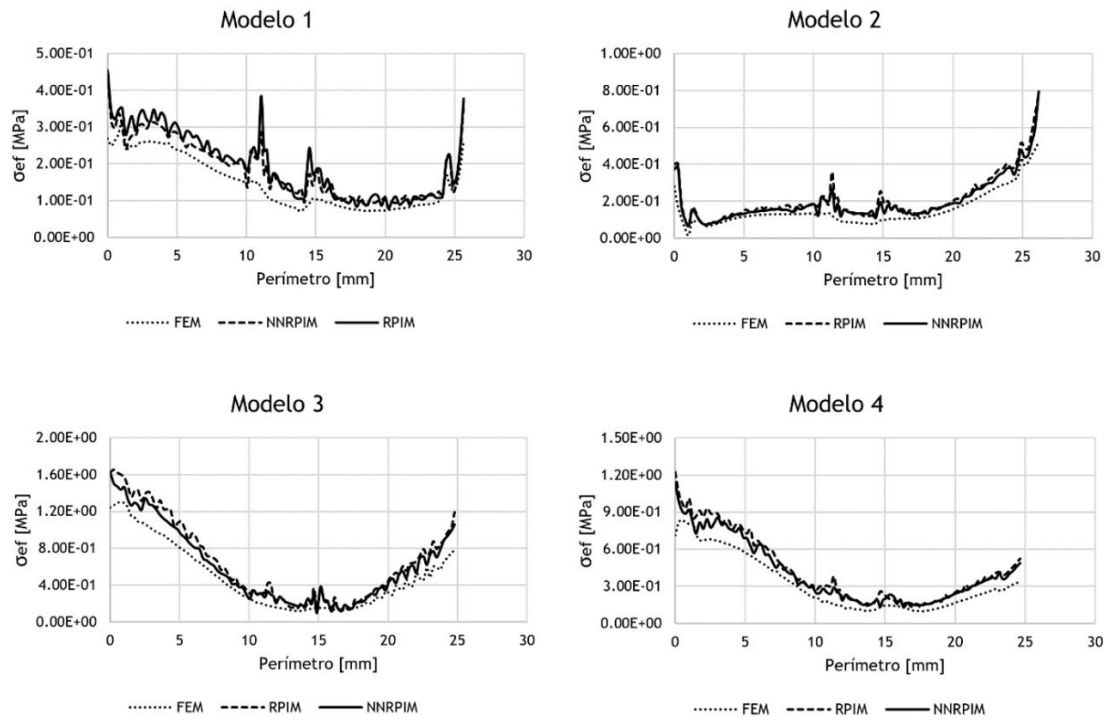 Modelo 1
5.00E-01
4.00E-01
3.00E-01
2.00E-01
1.00E-01
0.00E+00
σef [MPa]
0 5 10 15 20 25 30
Perímetro [mm]
FEM NNRPIM RPIM
Modelo 2
1.00E+00
8.00E-01
6.00E-01
4.00E-01
2.00E-01
0.00E+00
σef [MPa]
0 5 10 15 20 25 30
Perímetro [mm]
FEM RPIM NNRPIM
Modelo 3
2.00E+00
1.60E+00
1.20E+00
8.00E-01
4.00E-01
0.00E+00
σef [MPa]
0 5 10 15 20 25 30
Perímetro [mm]
FEM RPIM NNRPIM
Modelo 4
1.50E+00
1.20E+00
9.00E-01
6.00E-01
3.00E-01
0.00E+00
σef [MPa]
0 5 10 15 20 25 30
Perímetro [mm]
FEM RPIM NNRPIM